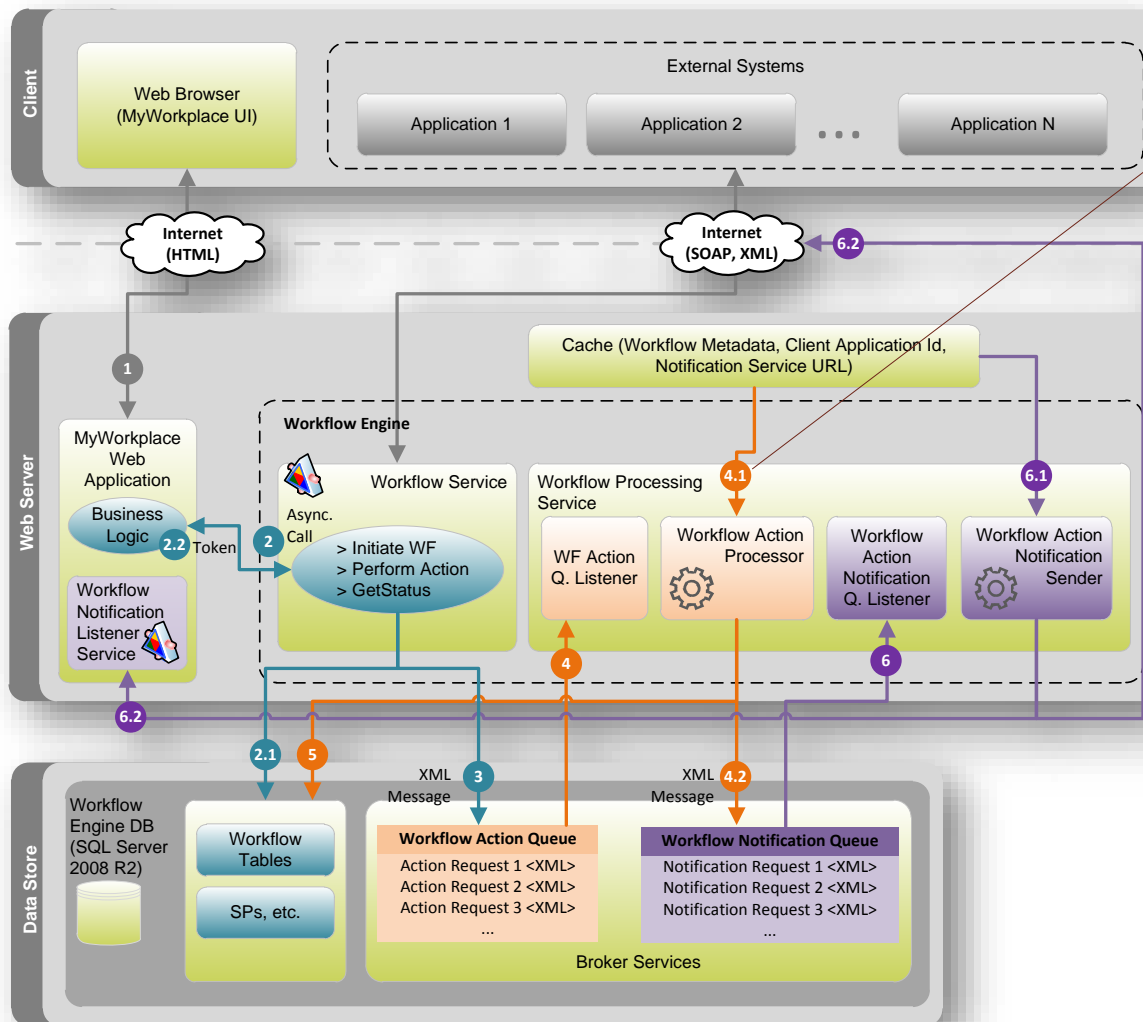 Client
Web Browser
(MyWorkplace UI)
External Systems
Application 1
Application 2
...
Application N
Internet
(HTML)
Internet
(SOAP, XML)
6.2
Web Server
1
Cache (Workflow Metadata, Client Application Id,
Notification Service URL)
Workflow Engine
MyWorkplace
Web
Application
Business
Logic
2.2
Token
Workflow
Notification
Listener
Service
6.2
2
Async.
Call
Workflow Service
> Initiate WF
> Perform Action
> GetStatus
Workflow Processing
Service
4.1
6.1
WF Action
Q. Listener
Workflow Action
Processor
Workflow
Action
Notification
Q. Listener
Workflow Action
Notification
Sender
4
6
2.1
5
XML
Message
3
XML
Message
4.2
Data Store
Workflow
Engine DB
(SQL Server
2008 R2)
Workflow
Tables
SPs, etc.
Workflow Action Queue
Action Request 1 <XML>
Action Request 2 <XML>
Action Request 3 <XML>
...
Workflow Notification Queue
Notification Request 1 <XML>
Notification Request 2 <XML>
Notification Request 3 <XML>
...
Broker Services